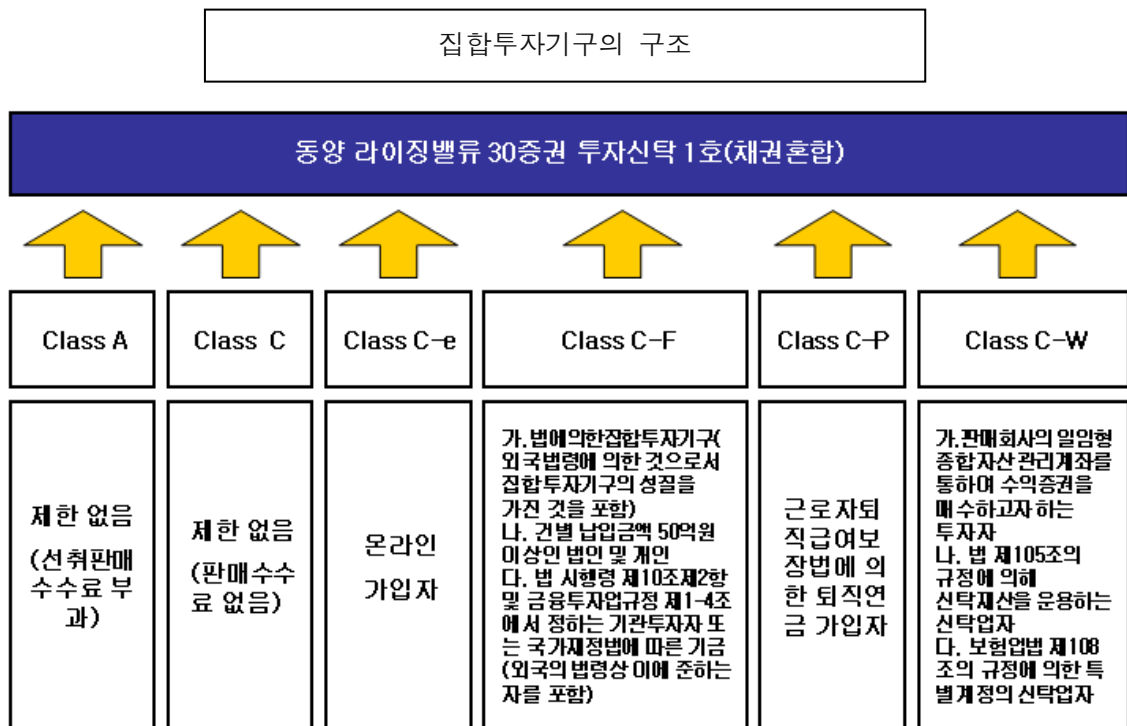 집합투자기구의 구조
동양 라이징밸류 30증권 투자신탁 1호(채권혼합)
Class A
Class C
Class C-e
Class C-F
Class C-P
Class C-W
제한 없음
(선취판매
수수료 부
과)
제한 없음
(판매수수
료 없음)
온라인
가입자
가.법에의한집합투자기구(
외국법령에 의한 것으로서
집합투자기구의 성질을
가진 것을 포함)
나. 건별 납입금액 50억원
이상인 법인 및 개인
다. 법 시행령 제10조제2항
및 금융투자업규정 제1-4조
에서 정하는 기관투자자 또
는 국가재정법에 따른 기금
(외국의 법령상 이에 준하는
자를 포함)
근로자퇴
직급여보
장법에 의
한 퇴직연
금 가입자
가.판매회사의 일임형
종합자산관리계좌를
통하여 수익증권을
매수하고자 하는
투자자
나. 법 제105조의
규정에 의해
신탁재산을 운용하는
신탁업자
다. 보험업법 제108
조의 규정에 의한 특
별계정의 신탁업자